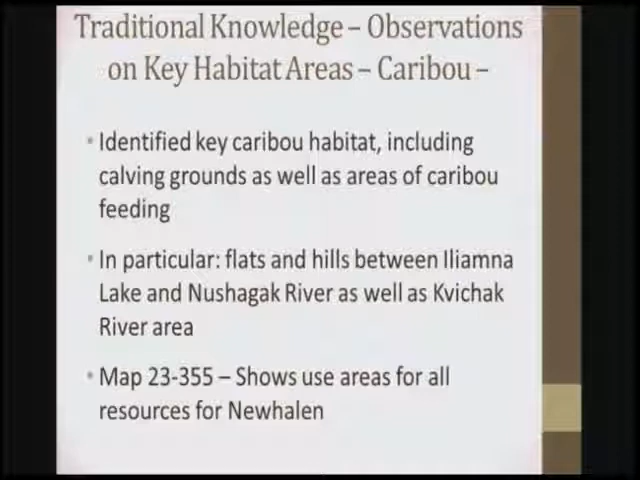 Traditional Knowledge – Observations
on Key Habitat Areas – Caribou –
• Identified key caribou habitat, including
calving grounds as well as areas of caribou
feeding
• In particular: flats and hills between Iliamna
Lake and Nushagak River as well as Kvichak
River area
• Map 23-355 – Shows use areas for all
resources for Newhalen